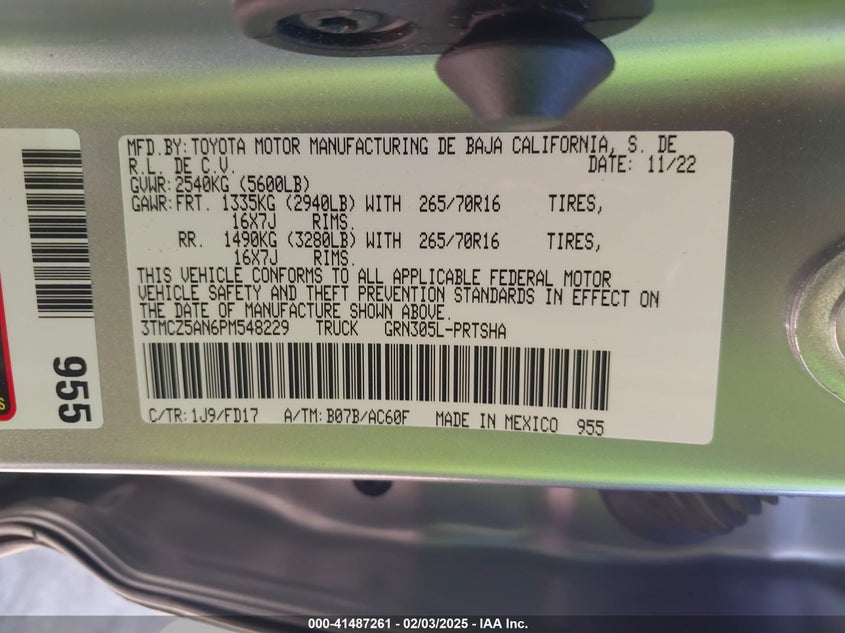 MFD.BY: TOYOTA MOTOR MANUFACTURING DE BAJA CALIFORNIA, S. DE
R.L. DE C.V. DATE: 11/22
GVWR: 2540KG (5600LB)
GAWR: FRT. 1335KG (2940LB) WITH 265/70R16 TIRES,
16X7J RIMS.
RR. 1490KG (3280LB) WITH 265/70R16 TIRES,
16X7J RIMS.
THIS VEHICLE CONFORMS TO ALL APPLICABLE FEDERAL MOTOR
VEHICLE SAFETY AND THEFT PREVENTION STANDARDS IN EFFECT ON
THE DATE OF MANUFACTURE SHOWN ABOVE.
3TMCZ5AN6PM548229 TRUCK GRN305L-PRTSHA
C/TR: 1J9/FD17 A/TM: B07B/AC60F MADE IN MEXICO 955
955
000-41487261 - 02/03/2025 - IAA Inc.